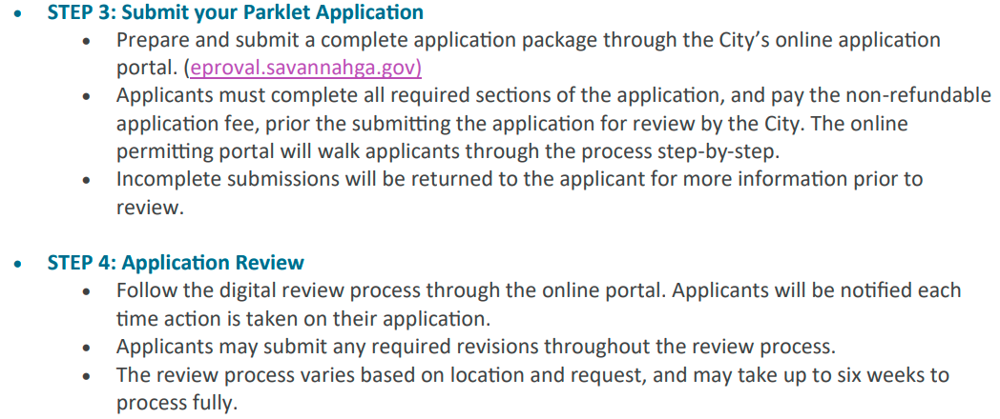 • STEP 3: Submit your Parklet Application
• Prepare and submit a complete application package through the City’s online application
portal. (eproval.savannahga.gov)
• Applicants must complete all required sections of the application, and pay the non-refundable
application fee, prior the submitting the application for review by the City. The online
permitting portal will walk applicants through the process step-by-step.
• Incomplete submissions will be returned to the applicant for more information prior to
review.
• STEP 4: Application Review
• Follow the digital review process through the online portal. Applicants will be notified each
time action is taken on their application.
• Applicants may submit any required revisions throughout the review process.
• The review process varies based on location and request, and may take up to six weeks to
process fully.